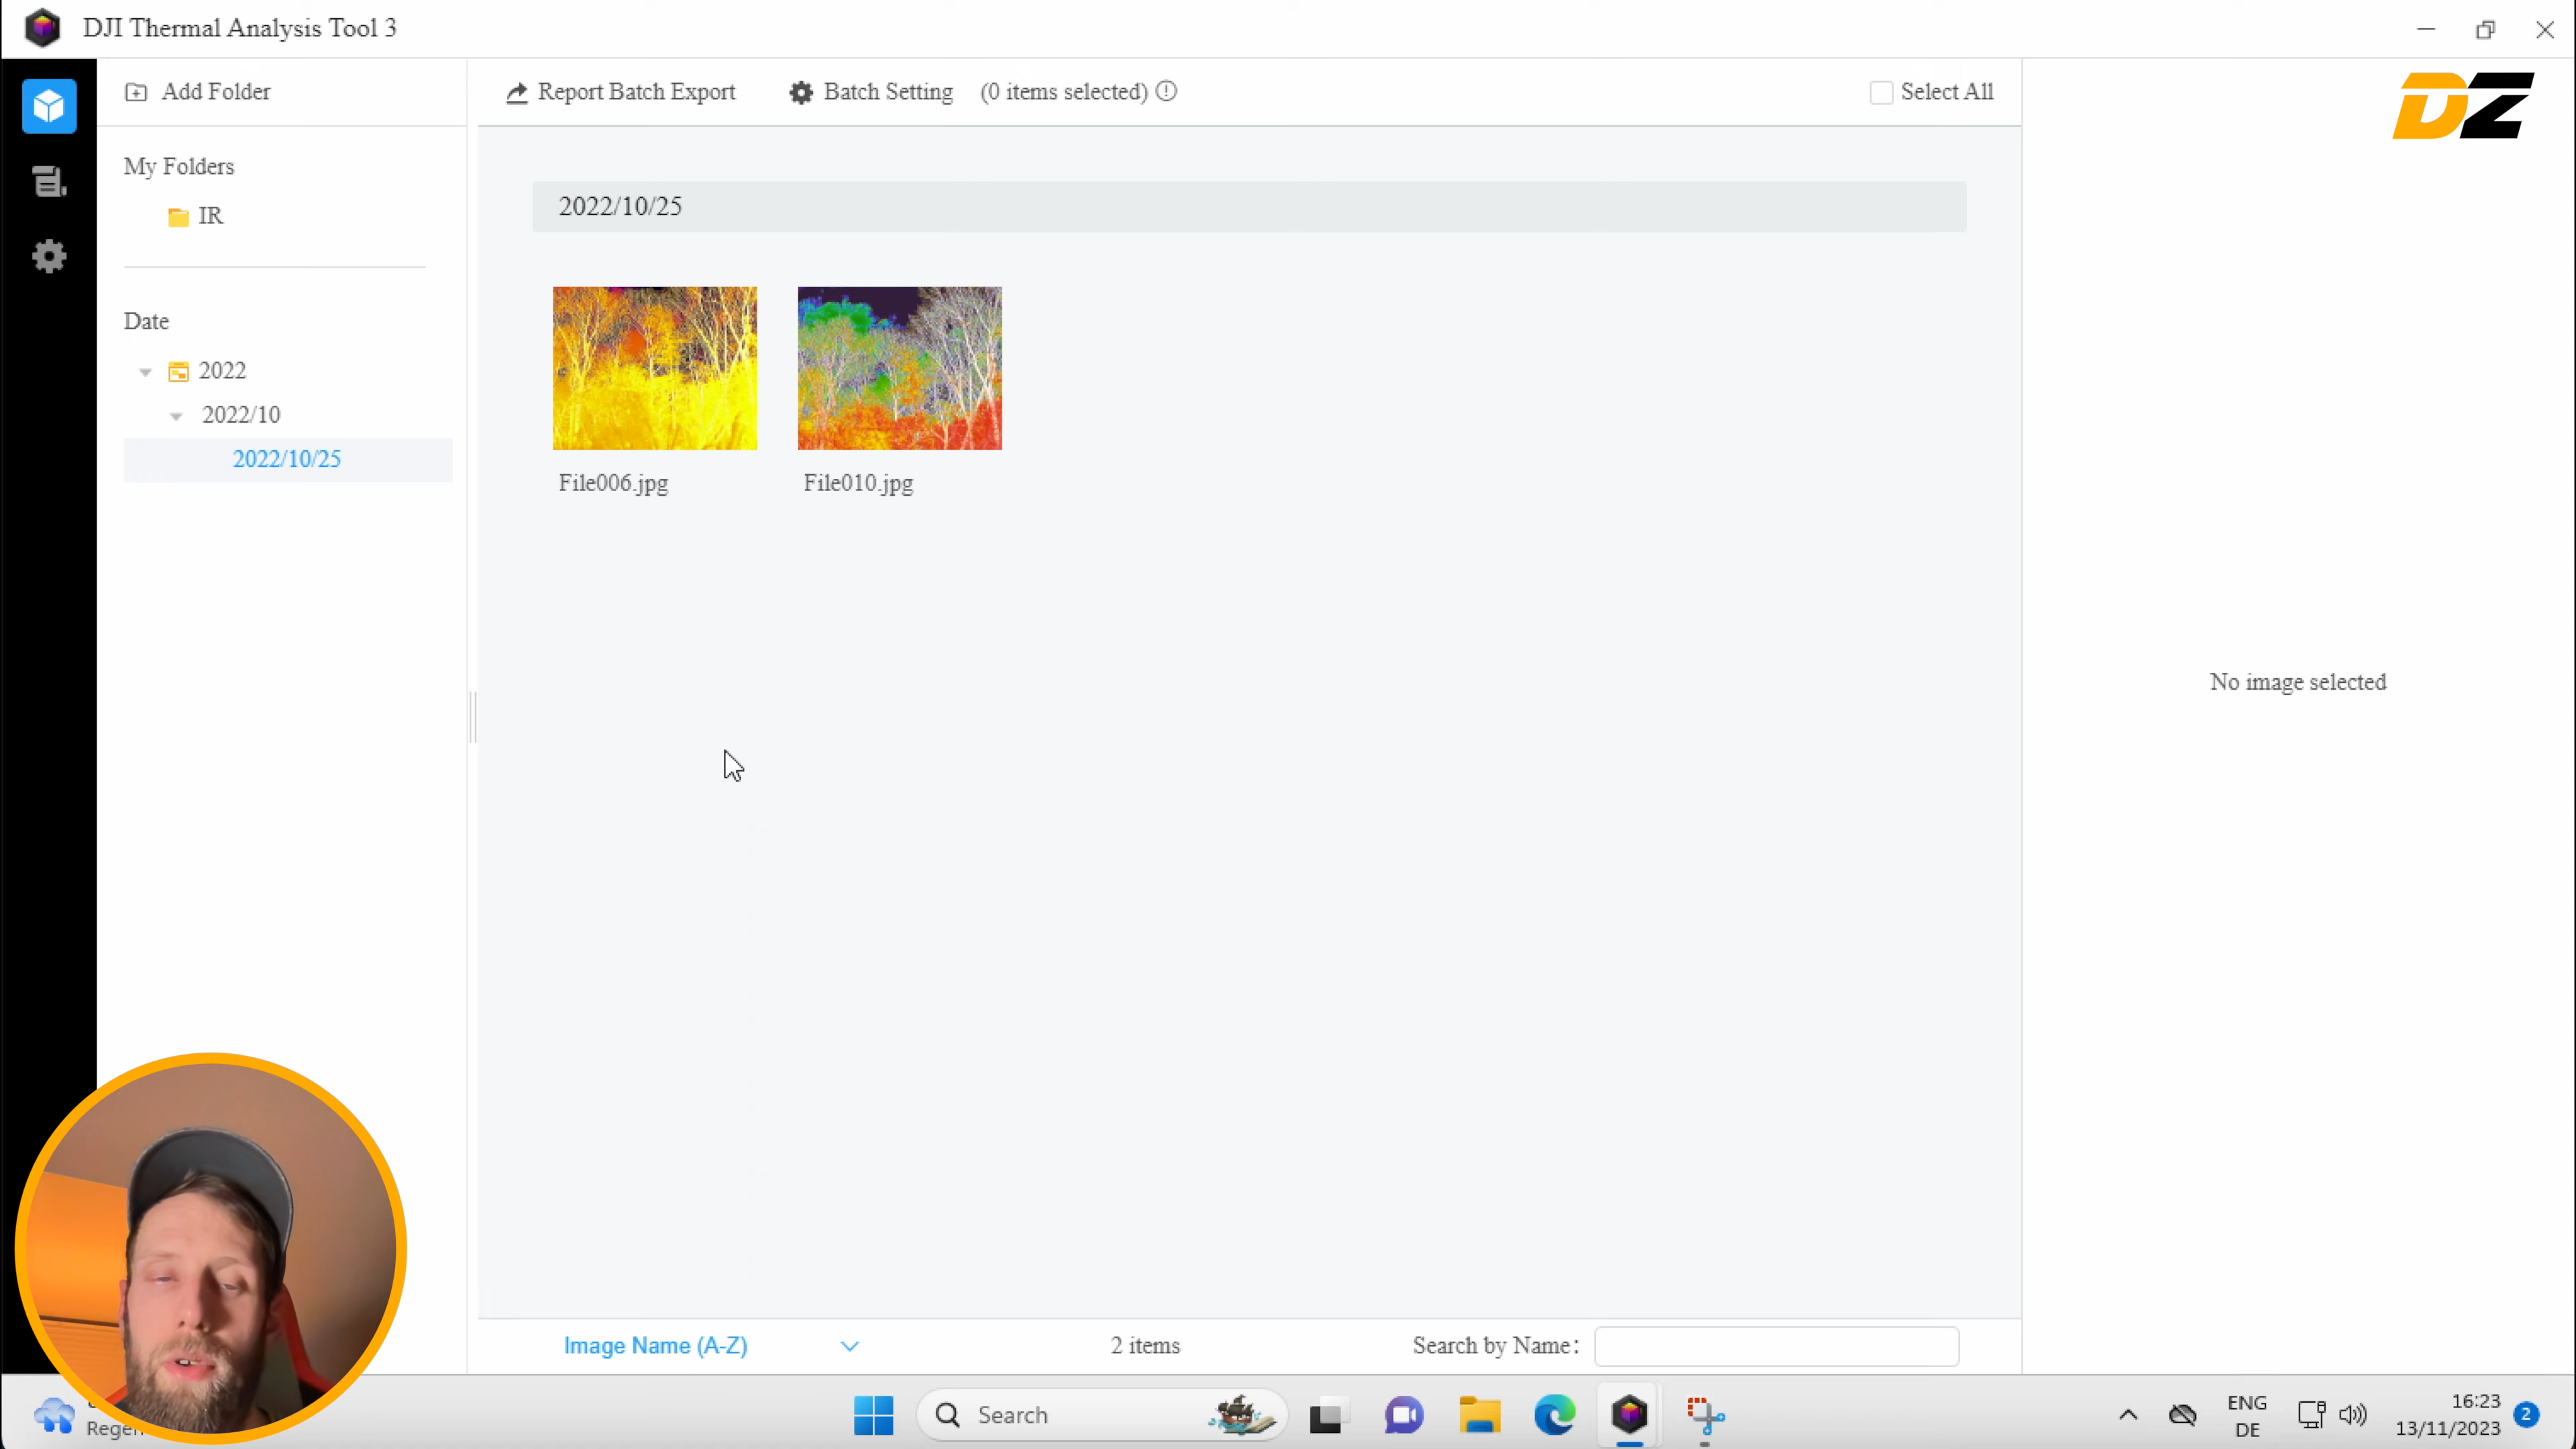 DJI Thermal Analysis Tool 3
Add Folder
Report Batch Export
Batch Setting
(0 items selected)
Select All
DZ
My Folders
IR
Date
2022
2022/10
2022/10/25
2022/10/25
File006.jpg
File010.jpg
No image selected
Image Name (A-Z)
2 items
Search by Name:
Search
ENG
DE
16:23
13/11/2023
2